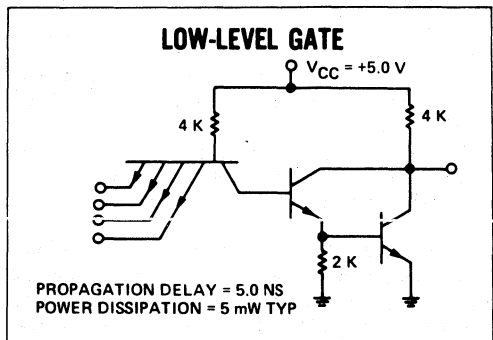 LOW-LEVEL GATE
VCC = +5.0 V
4 K
4 K
2 K
PROPAGATION DELAY = 5.0 NS
POWER DISSIPATION = 5 mW TYP